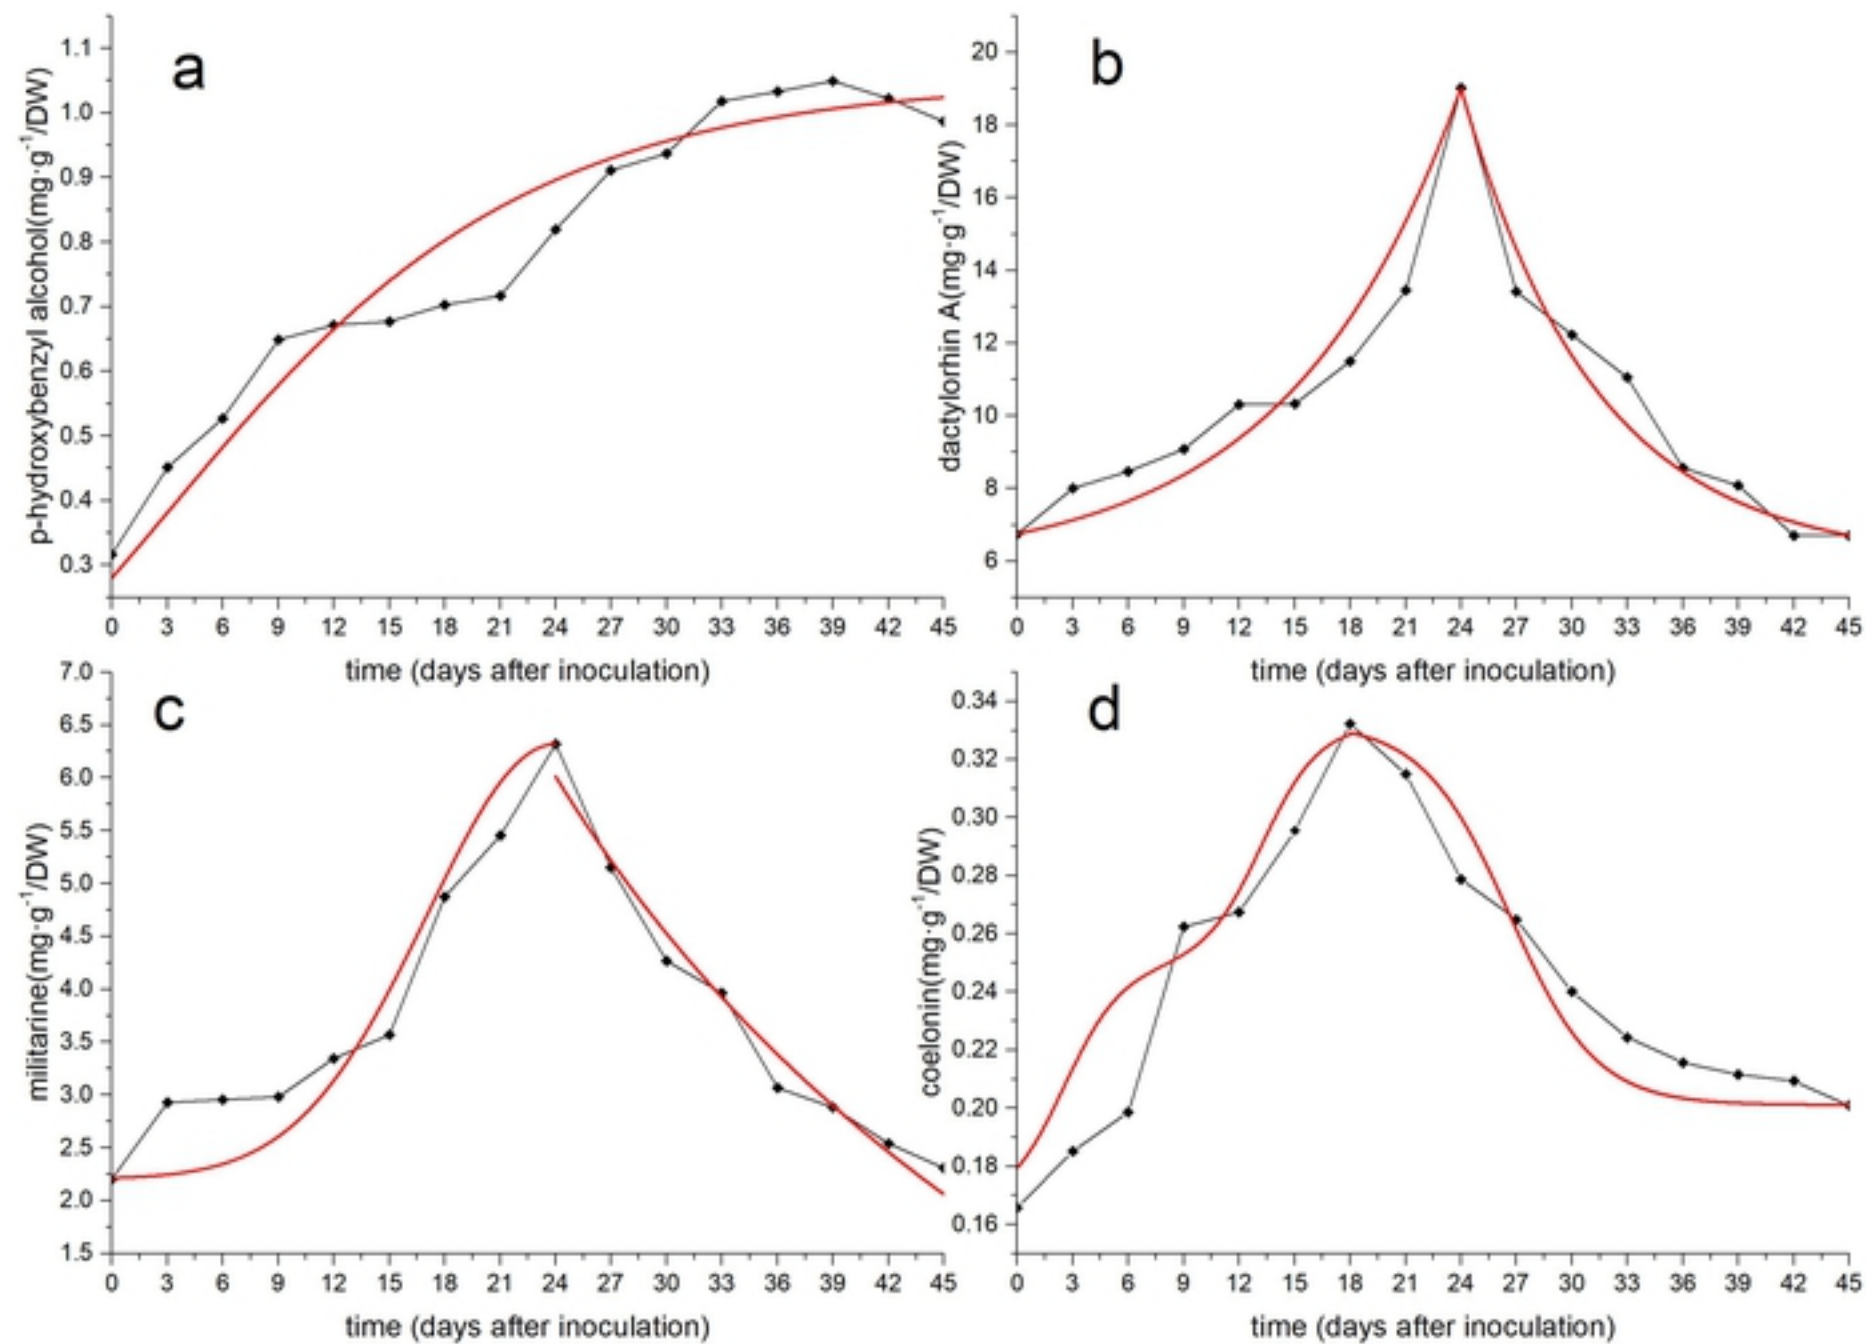 a
p-hydroxybenzyl alcohol(mg·g⁻¹/DW)
1.1
1.0
0.9
0.8
0.7
0.6
0.5
0.4
0.3
0 3 6 9 12 15 18 21 24 27 30 33 36 39 42 45
time (days after inoculation)
b
dactylorhin A(mg·g⁻¹/DW)
20
18
16
14
12
10
8
6
0 3 6 9 12 15 18 21 24 27 30 33 36 39 42 45
time (days after inoculation)
c
militarine(mg·g⁻¹/DW)
7.0
6.5
6.0
5.5
5.0
4.5
4.0
3.5
3.0
2.5
2.0
1.5
0 3 6 9 12 15 18 21 24 27 30 33 36 39 42 45
time (days after inoculation)
d
coelonin(mg·g⁻¹/DW)
0.34
0.32
0.30
0.28
0.26
0.24
0.22
0.20
0.18
0.16
0 3 6 9 12 15 18 21 24 27 30 33 36 39 42 45
time (days after inoculation)